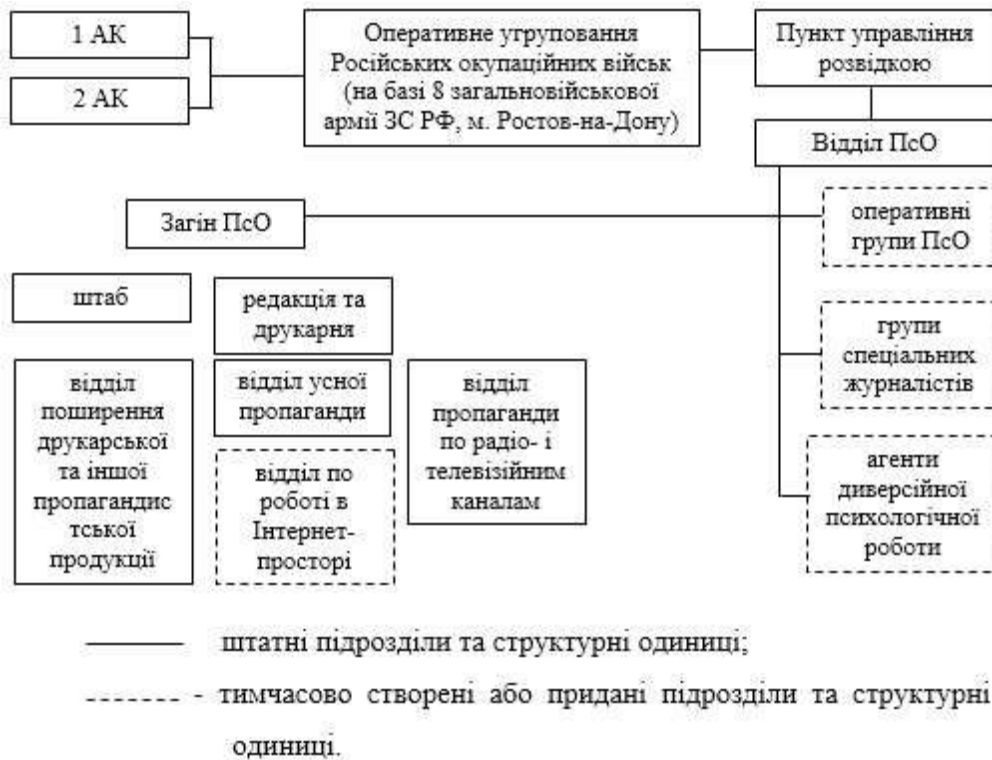 1 АК
2 АК
Оперативне угруповання
Російських окупаційних військ
(на базі 8 загальновійськової
армії ЗС РФ, м. Ростов-на-Дону)
Пункт управління
розвідкою
Відділ ПсО
Загін ПсО
оперативні
групи ПсО
штаб
редакція та
друкарня
групи
спеціальних
журналістів
відділ
поширення
друкарської
та іншої
пропагандис
тської
продукції
відділ усної
пропаганди
відділ по
роботі в
Інтернет-
просторі
відділ
пропаганди
по радіо- і
телевізійним
каналам
агенти
диверсійної
психологічної
роботи
штатні підрозділи та структурні одиниці;
- тимчасово створені або придані підрозділи та структурні
одиниці.